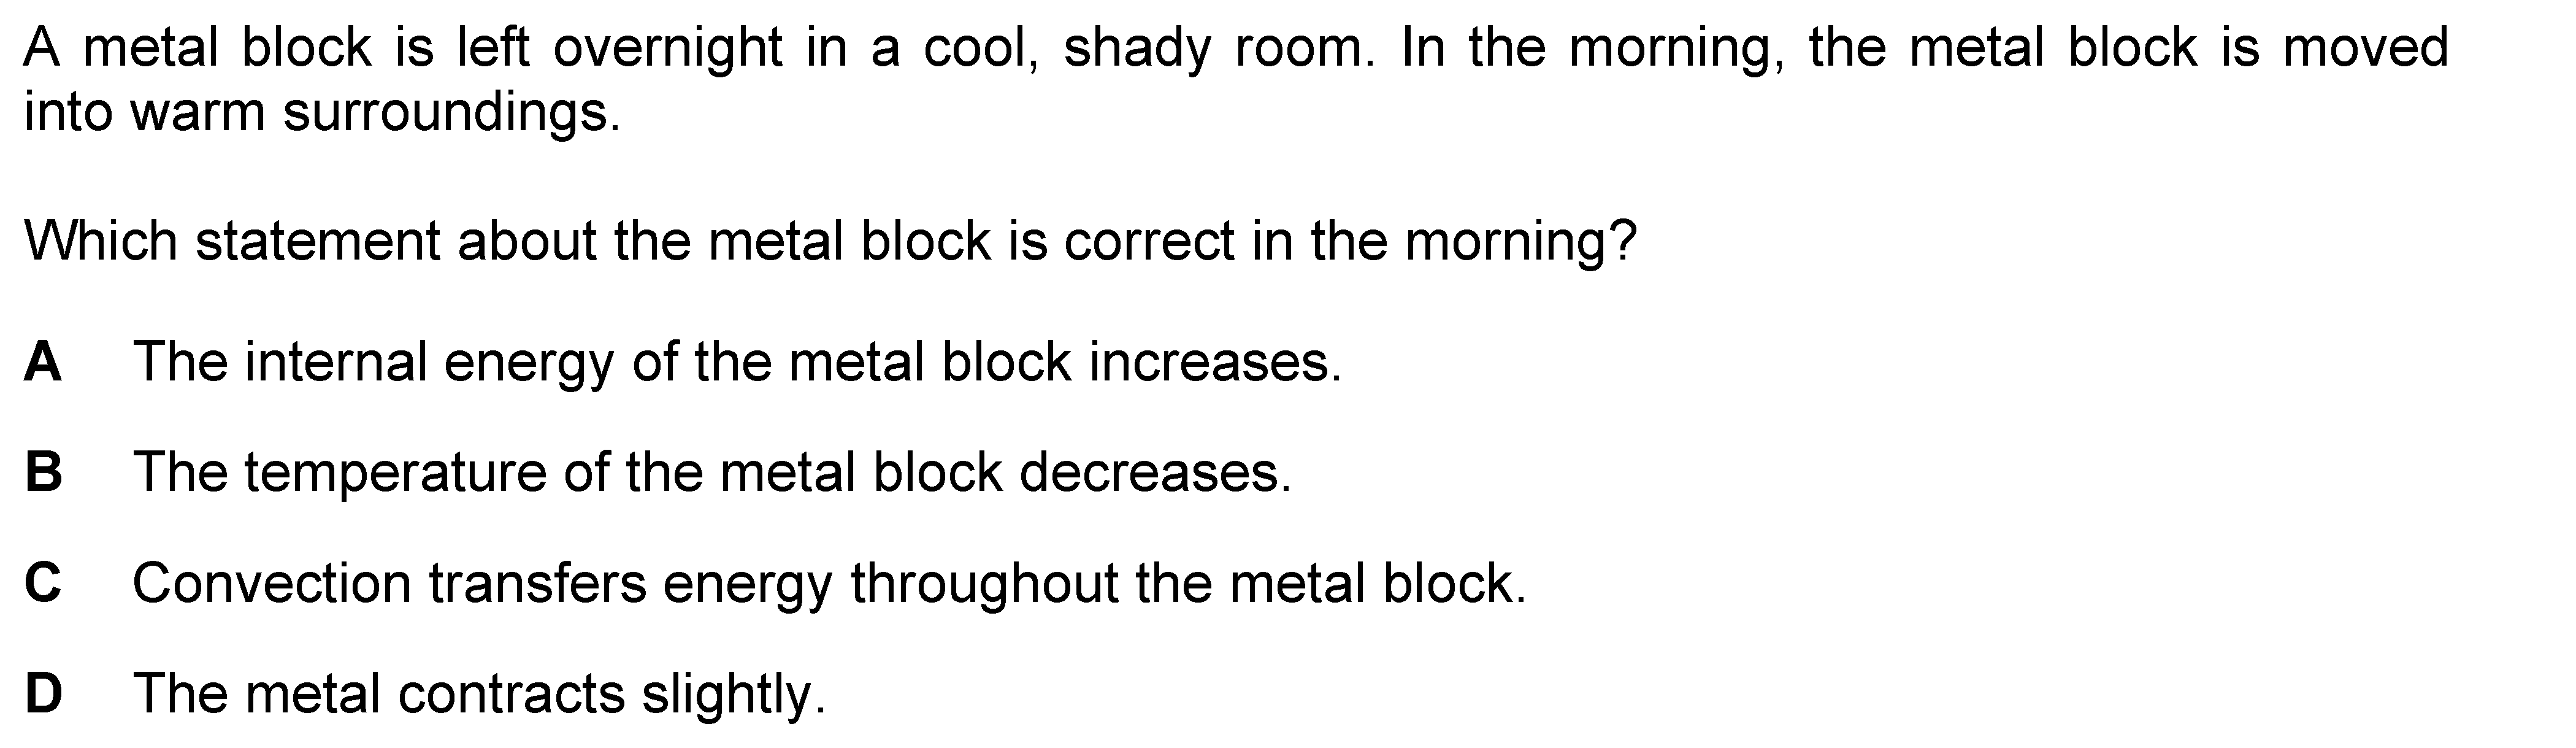 A metal block is left overnight in a cool, shady room. In the morning, the metal block is moved
into warm surroundings.
Which statement about the metal block is correct in the morning?
A The internal energy of the metal block increases.
B The temperature of the metal block decreases.
C Convection transfers energy throughout the metal block.
D The metal contracts slightly.